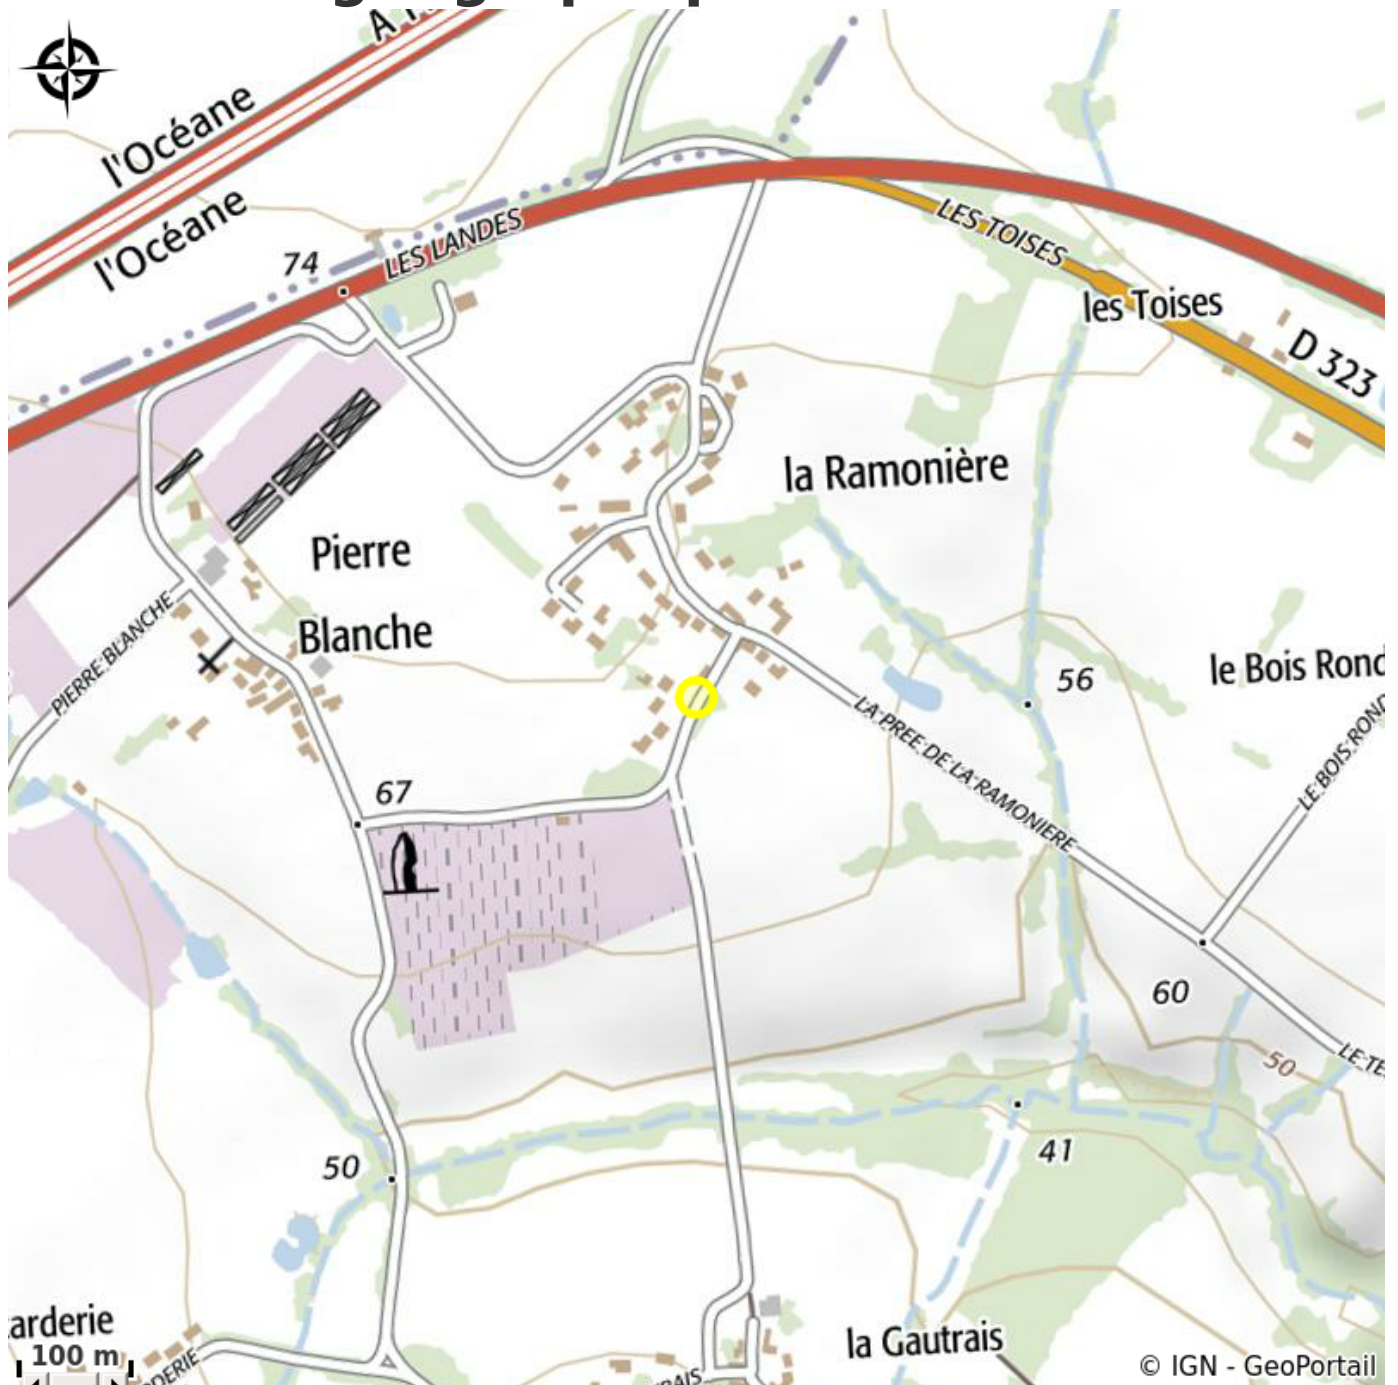 l'Océane
l'Océane
74
LES LANDES
LES TOISES
les Toises
D 323
la Ramonière
Pierre
Blanche
PIERRE BLANCHE
56
le Bois Rond
LE BOIS ROND
LA PREE DE LA RAMONIERE
67
60
50
41
50
la Gautrais
100 m
© IGN - GeoPortail